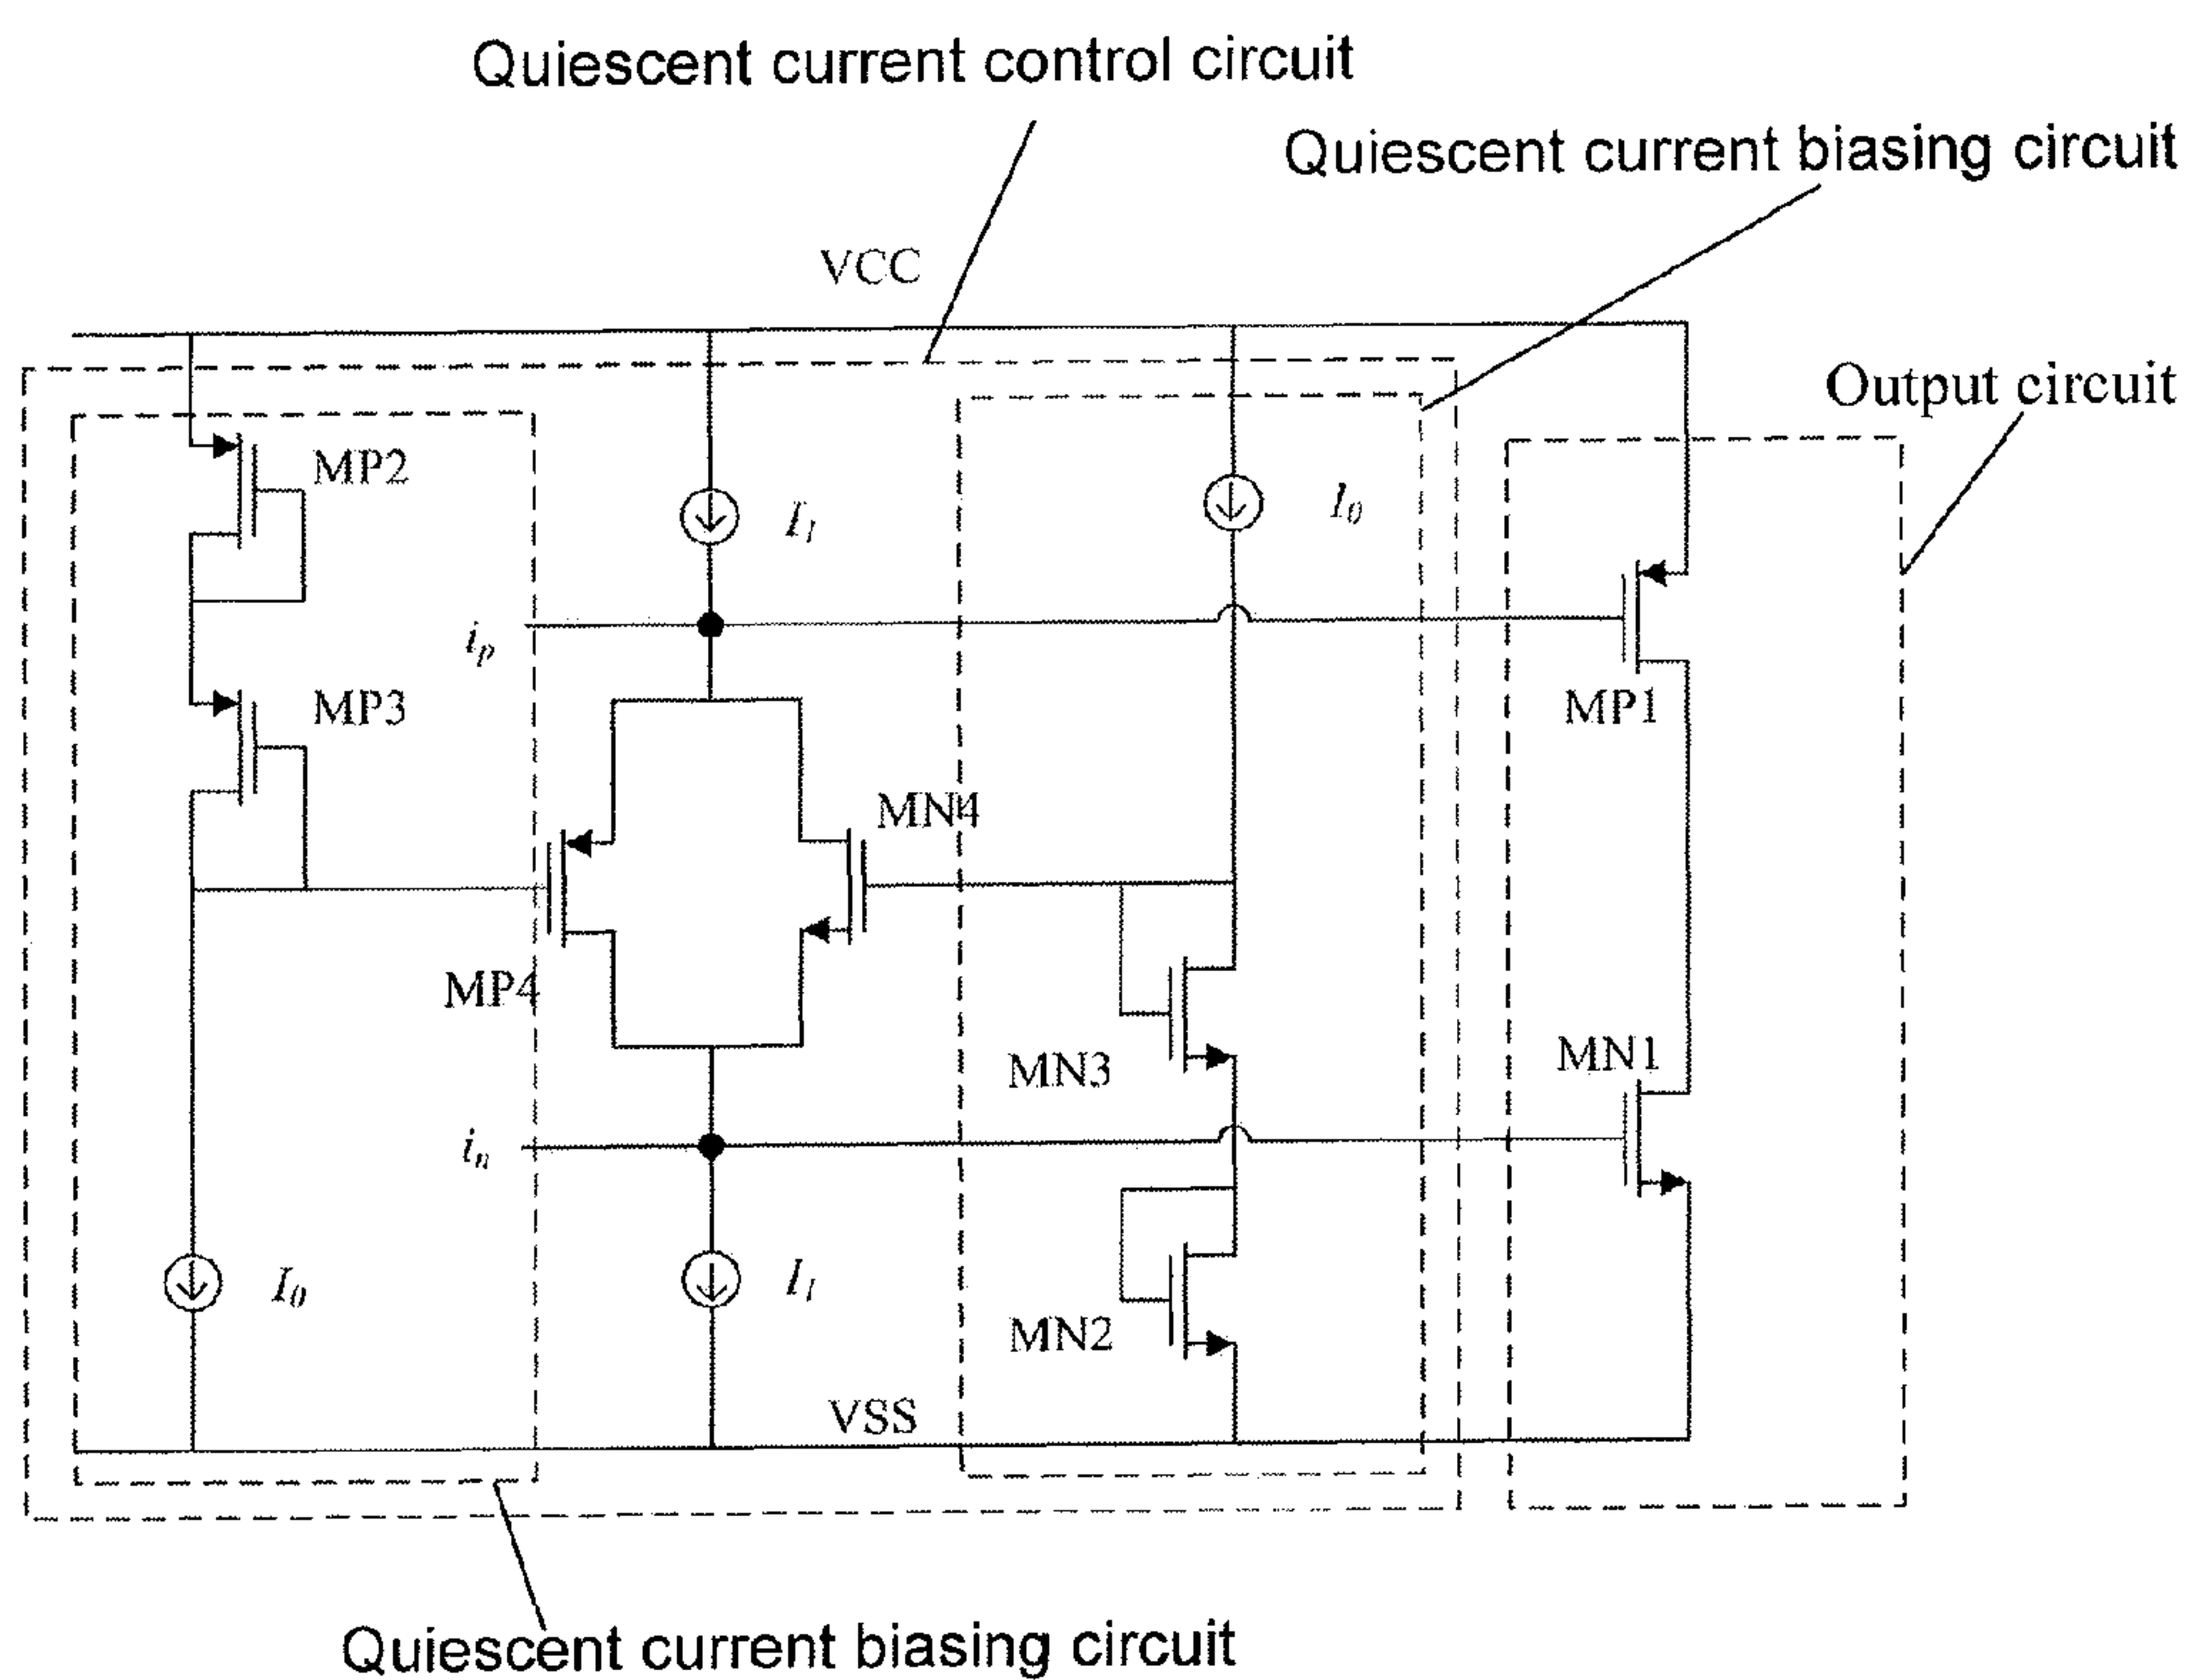 Quiescent current control circuit
Quiescent current biasing circuit
VCC
Output circuit
MP2
I1
I0
ip
MP3
MP1
MN4
MP4
MN3
MN1
in
I0
I1
MN2
VSS
Quiescent current biasing circuit